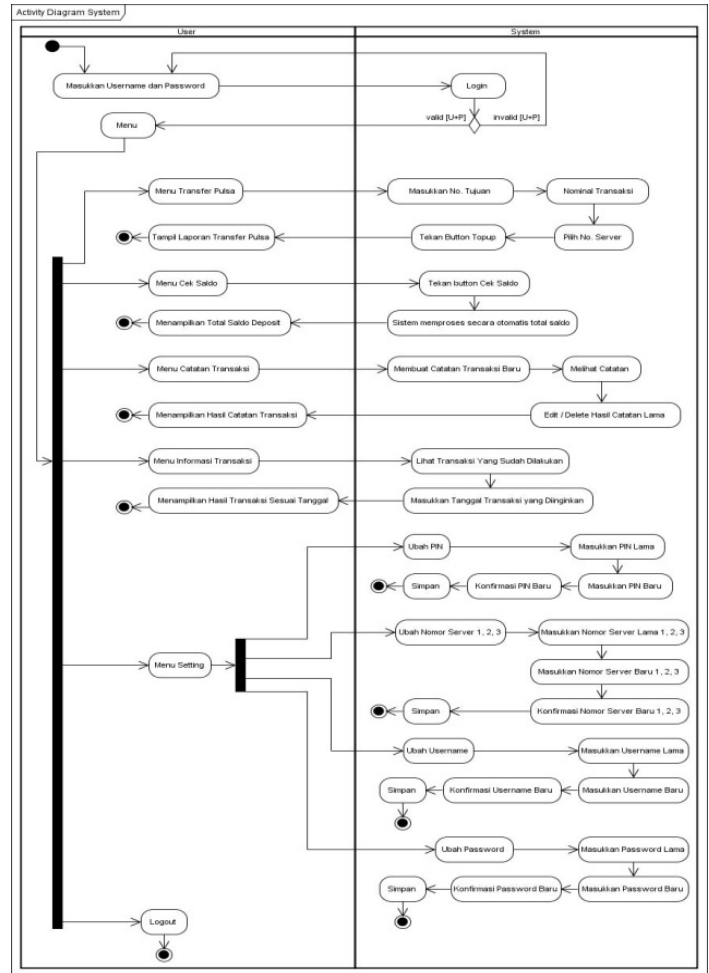 Activity Diagram System
User
System
Masukkan Username dan Password
Login
valid [U+P]
invalid [U+P]
Menu
Menu Transfer Pulsa
Masukkan No. Tujuan
Nominal Transaksi
Tampil Laporan Transfer Pulsa
Tekan Button Topup
Pilih No. Server
Menu Cek Saldo
Tekan button Cek Saldo
Menampilkan Total Saldo Deposit
Sistem memproses secara otomatis total saldo
Menu Catatan Transaksi
Membuat Catatan Transaksi Baru
Melihat Catatan
Menampilkan Hasil Catatan Transaksi
Edit / Delete Hasil Catatan Lama
Menu Informasi Transaksi
Lihat Transaksi Yang Sudah Dilakukan
Menampilkan Hasil Transaksi Sesuai Tanggal
Masukkan Tanggal Transaksi yang Diinginkan
Ubah PIN
Masukkan PIN Lama
Simpan
Konfirmasi PIN Baru
Masukkan PIN Baru
Ubah Nomor Server 1, 2, 3
Masukkan Nomor Server Lama 1, 2, 3
Menu Setting
Masukkan Nomor Server Baru 1, 2, 3
Simpan
Konfirmasi Nomor Server Baru 1, 2, 3
Ubah Username
Masukkan Username Lama
Simpan
Konfirmasi Username Baru
Masukkan Username Baru
Ubah Password
Masukkan Password Lama
Simpan
Konfirmasi Password Baru
Masukkan Password Baru
Logout